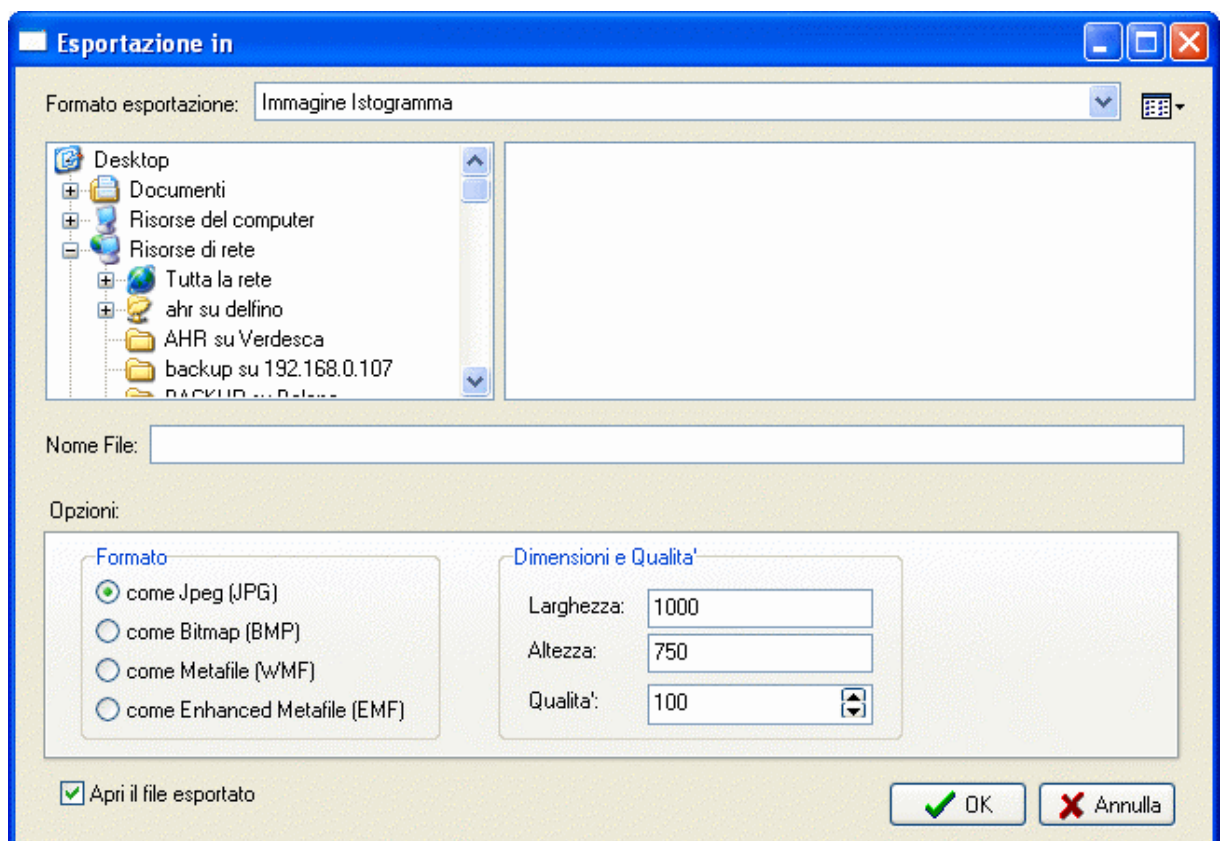 Esportazione in
Formato esportazione: Immagine Istogramma
Desktop
Documenti
Risorse del computer
Risorse di rete
Tutta la rete
ahr su delfino
AHR su Verdesca
backup su 192.168.0.107
BACKUP su
Nome File:
Opzioni:
Formato
come Jpeg (JPG)
come Bitmap (BMP)
come Metafile (WMF)
come Enhanced Metafile (EMF)
Dimensioni e Qualita'
Larghezza: 1000
Altezza: 750
Qualita': 100
Apri il file esportato
OK
Annulla